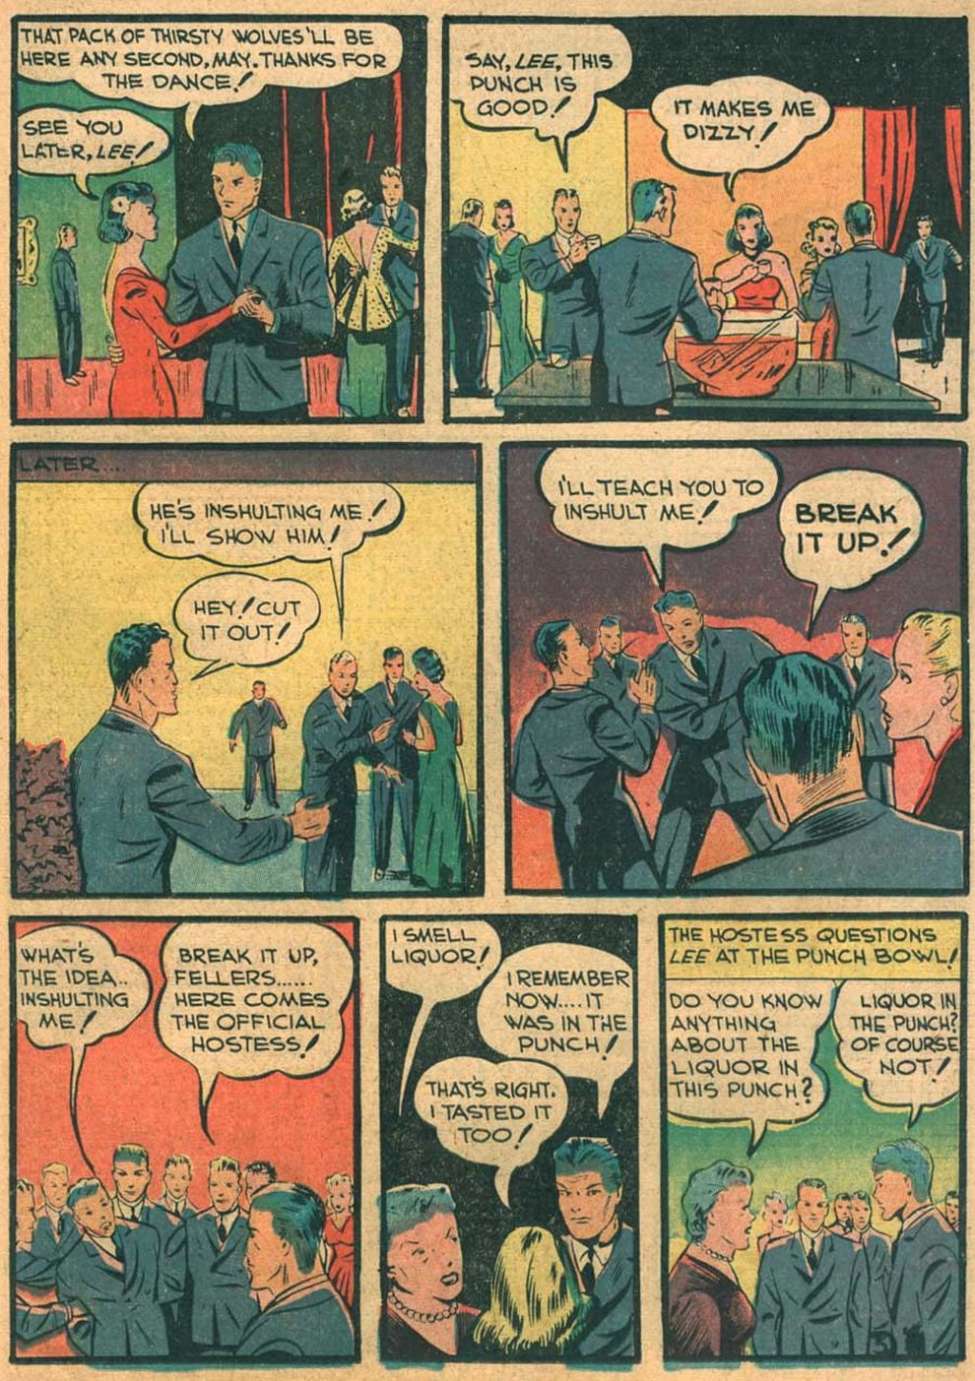 THAT PACK OF THIRSTY WOLVES'LL BE
HERE ANY SECOND, MAY. THANKS FOR
THE DANCE!
SEE YOU
LATER, LEE!
SAY, LEE, THIS
PUNCH IS
GOOD!
IT MAKES ME
DIZZY!
LATER....
HE'S INSHULTING ME!
I'LL SHOW HIM!
HEY! CUT
IT OUT!
I'LL TEACH YOU TO
INSHULT ME!
BREAK
IT UP!
WHAT'S
THE IDEA..
INSHULTING
ME!
BREAK IT UP,
FELLERS......
HERE COMES
THE OFFICIAL
HOSTESS!
I SMELL
LIQUOR!
I REMEMBER
NOW....IT
WAS IN THE
PUNCH!
THAT'S RIGHT.
I TASTED IT
TOO!
THE HOSTESS QUESTIONS
LEE AT THE PUNCH BOWL!
DO YOU KNOW
ANYTHING
ABOUT THE
LIQUOR IN
THIS PUNCH?
LIQUOR IN
THE PUNCH?
OF COURSE
NOT!